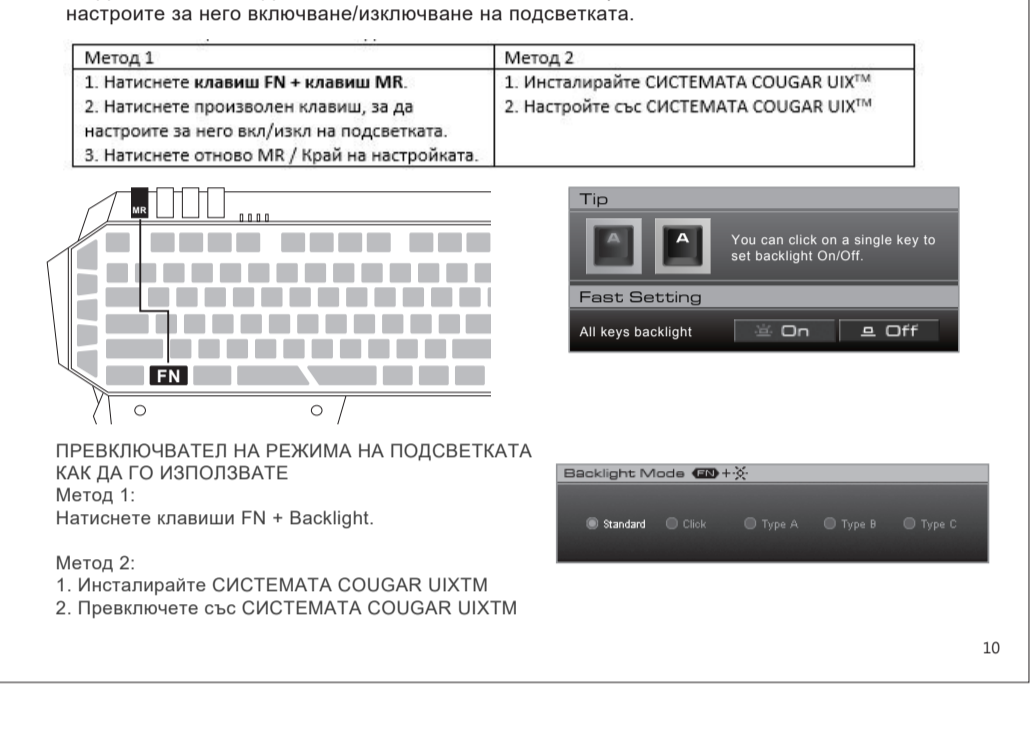 настроите за него включване/изключване на подсветката.
Метод 1
1. Натиснете клавиш FN + клавиш MR.
2. Натиснете произволен клавиш, за да
настроите за него вкл/изкл на подсветката.
3. Натиснете отново MR / Край на настройката.
Метод 2
1. Инсталирайте СИСТЕМАТА COUGAR UIX™
2. Настройте със СИСТЕМАТА COUGAR UIX™
MR
FN
Tip
A
A
You can click on a single key to
set backlight On/Off.
Fast Setting
All keys backlight
On
Off
ПРЕВКЛЮЧВАТЕЛ НА РЕЖИМА НА ПОДСВЕТКАТА
КАК ДА ГО ИЗПОЛЗВАТЕ
Метод 1:
Натиснете клавиши FN + Backlight.
Метод 2:
1. Инсталирайте СИСТЕМАТА COUGAR UIXTM
2. Превключете със СИСТЕМАТА COUGAR UIXTM
Backlight Mode FN +
Standard Click Type A Type B Type C
10